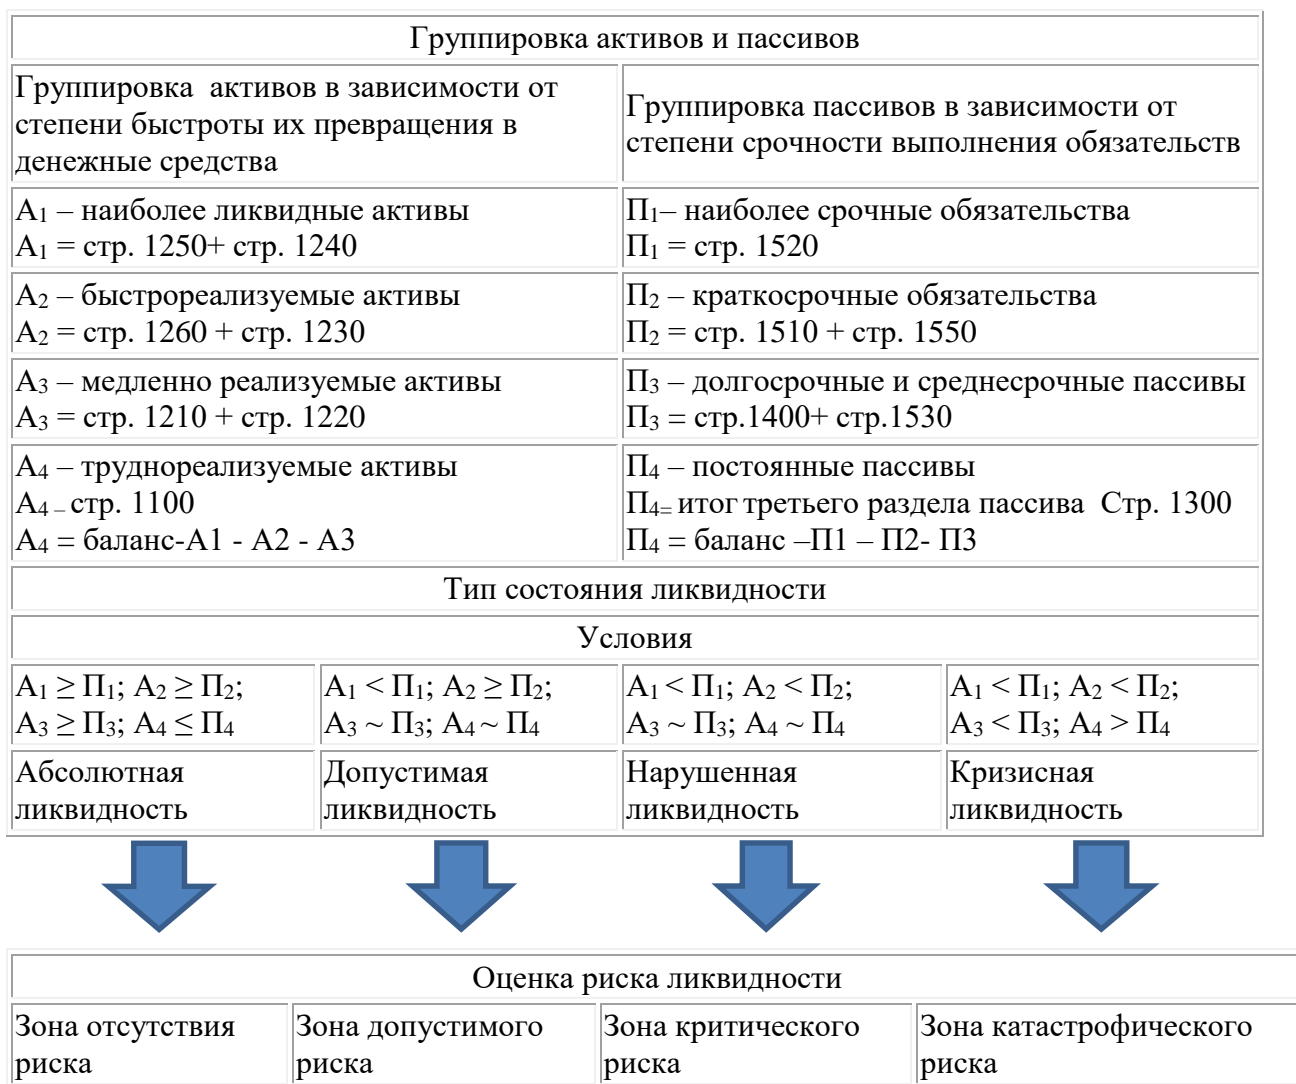 Группировка активов и пассивов
Группировка активов в зависимости от
степени быстроты их превращения в
денежные средства
Группировка пассивов в зависимости от
степени срочности выполнения обязательств
А₁ – наиболее ликвидные активы
А₁ = стр. 1250+ стр. 1240
П₁– наиболее срочные обязательства
П₁ = стр. 1520
А₂ – быстрореализуемые активы
А₂ = стр. 1260 + стр. 1230
П₂ – краткосрочные обязательства
П₂ = стр. 1510 + стр. 1550
А₃ – медленно реализуемые активы
А₃ = стр. 1210 + стр. 1220
П₃ – долгосрочные и среднесрочные пассивы
П₃ = стр.1400+ стр.1530
А₄ – труднореализуемые активы
А₄ – стр. 1100
А₄ = баланс-А1 - А2 - А3
П₄ – постоянные пассивы
П₄₌ итог третьего раздела пассива Стр. 1300
П₄ = баланс –П1 – П2- П3
Тип состояния ликвидности
Условия
А₁ ≥ П₁; А₂ ≥ П₂;
А₃ ≥ П₃; А₄ ≤ П₄
А₁ < П₁; А₂ ≥ П₂;
А₃ ~ П₃; А₄ ~ П₄
А₁ < П₁; А₂ < П₂;
А₃ ~ П₃; А₄ ~ П₄
А₁ < П₁; А₂ < П₂;
А₃ < П₃; А₄ > П₄
Абсолютная
ликвидность
Допустимая
ликвидность
Нарушенная
ликвидность
Кризисная
ликвидность
Оценка риска ликвидности
Зона отсутствия
риска
Зона допустимого
риска
Зона критического
риска
Зона катастрофического
риска